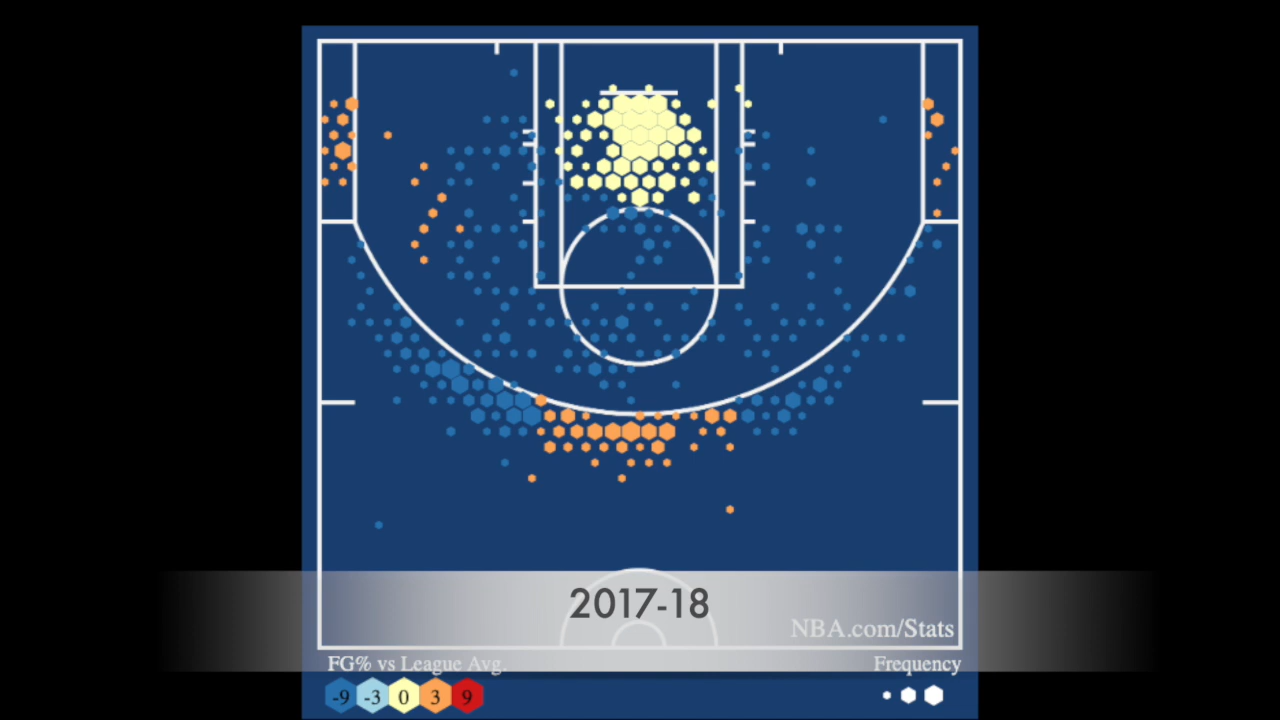 2017-18
NBA.com/Stats
FG% vs League Avg.
Frequency
-9 -3 0 3 9